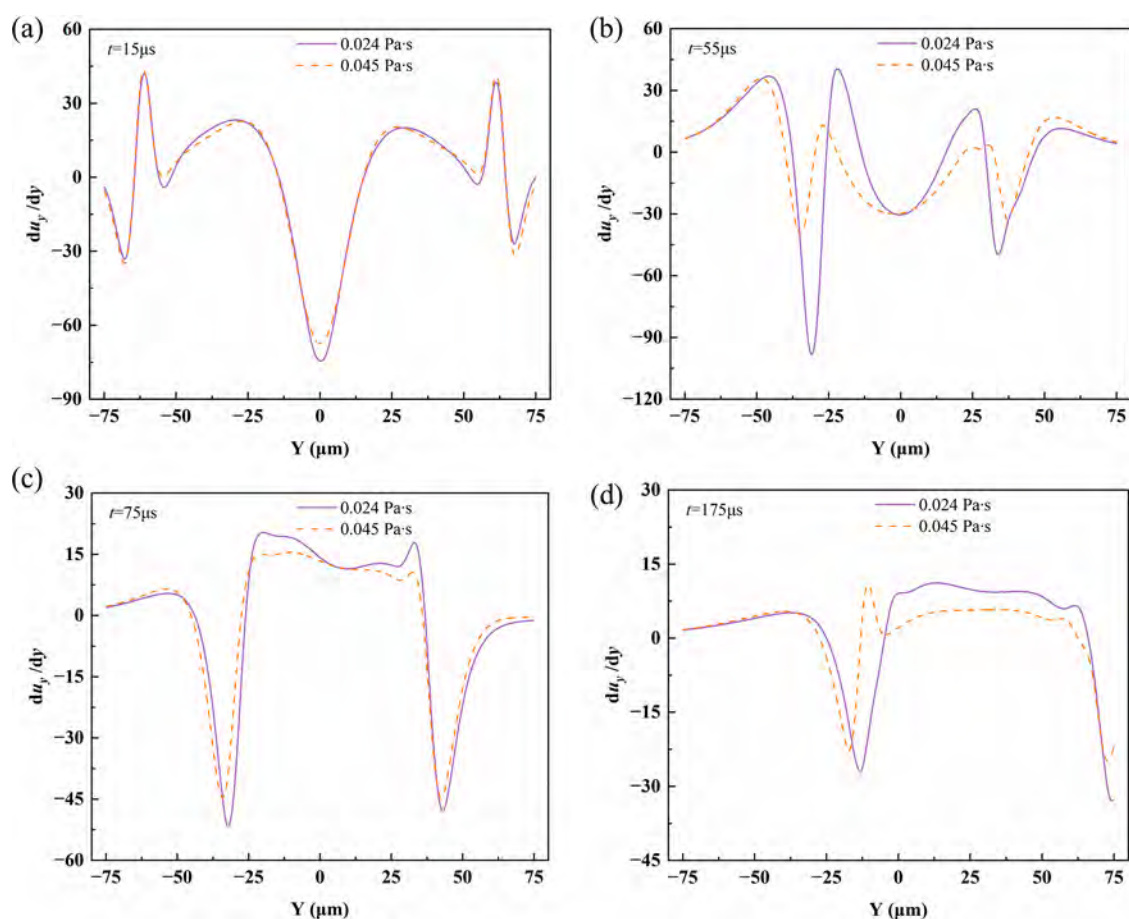 (a)
t=15μs
0.024 Pa·s
0.045 Pa·s
60
30
0
−30
−60
−90
du_y/dy
−75 −50 −25 0 25 50 75
Y (μm)
(b)
t=55μs
0.024 Pa·s
0.045 Pa·s
60
30
0
−30
−60
−90
−120
du_y/dy
−75 −50 −25 0 25 50 75
Y (μm)
(c)
t=75μs
0.024 Pa·s
0.045 Pa·s
30
15
0
−15
−30
−45
−60
du_y/dy
−75 −50 −25 0 25 50 75
Y (μm)
(d)
t=175μs
0.024 Pa·s
0.045 Pa·s
30
15
0
−15
−30
−45
du_y/dy
−75 −50 −25 0 25 50 75
Y (μm)